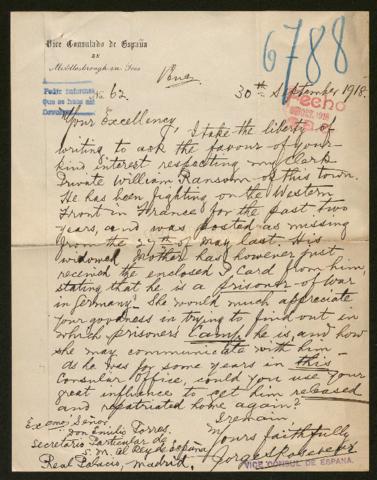 Vice Consulado de España
EN
Middlesbrough-on-Tees
6788
Nº 62.
30th September 1918.
Pedir informes
Que se haga así
Devolver
echo
Your Excellency,
I take the liberty of
writing to ask the favour of your
kind interest respecting my clerk
Private William Ransom of this town.
He has been fighting on the Western
Front in France for the past two
years, and was posted as missing
from the 27th of May last. His
widowed mother has however just
received the enclosed P. Card from him,
stating that he is a prisoner of war
in Germany. She would much appreciate
your goodness in trying to find out in
which prisoners Camp he is, and how
she may communicate with him -
As he was for some years in this
Consular Office, could you use your
great influence to get him released
and repatriated home again?
I remain
Yours faithfully
VICE CONSUL DE ESPAÑA.
Excmo Señor
Don Emilio Torres.
Secretario Particular de
S. M. el Rey de España,
Real Palacio, Madrid.